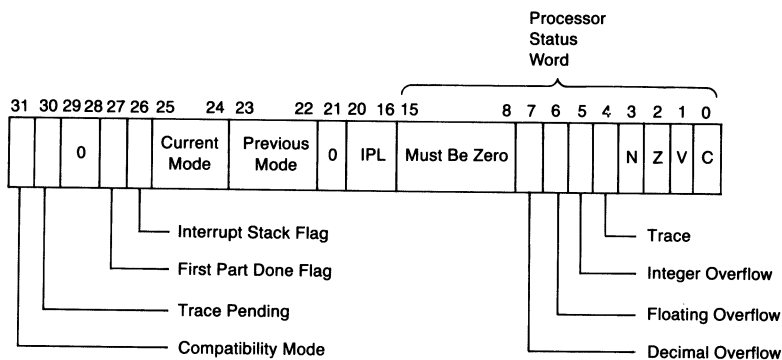 Processor
Status
Word
31 30 29 28 27 26 25 24 23 22 21 20 16 15 8 7 6 5 4 3 2 1 0
0 Current Mode Previous Mode 0 IPL Must Be Zero N Z V C
Interrupt Stack Flag
Trace
First Part Done Flag
Integer Overflow
Trace Pending
Floating Overflow
Compatibility Mode
Decimal Overflow